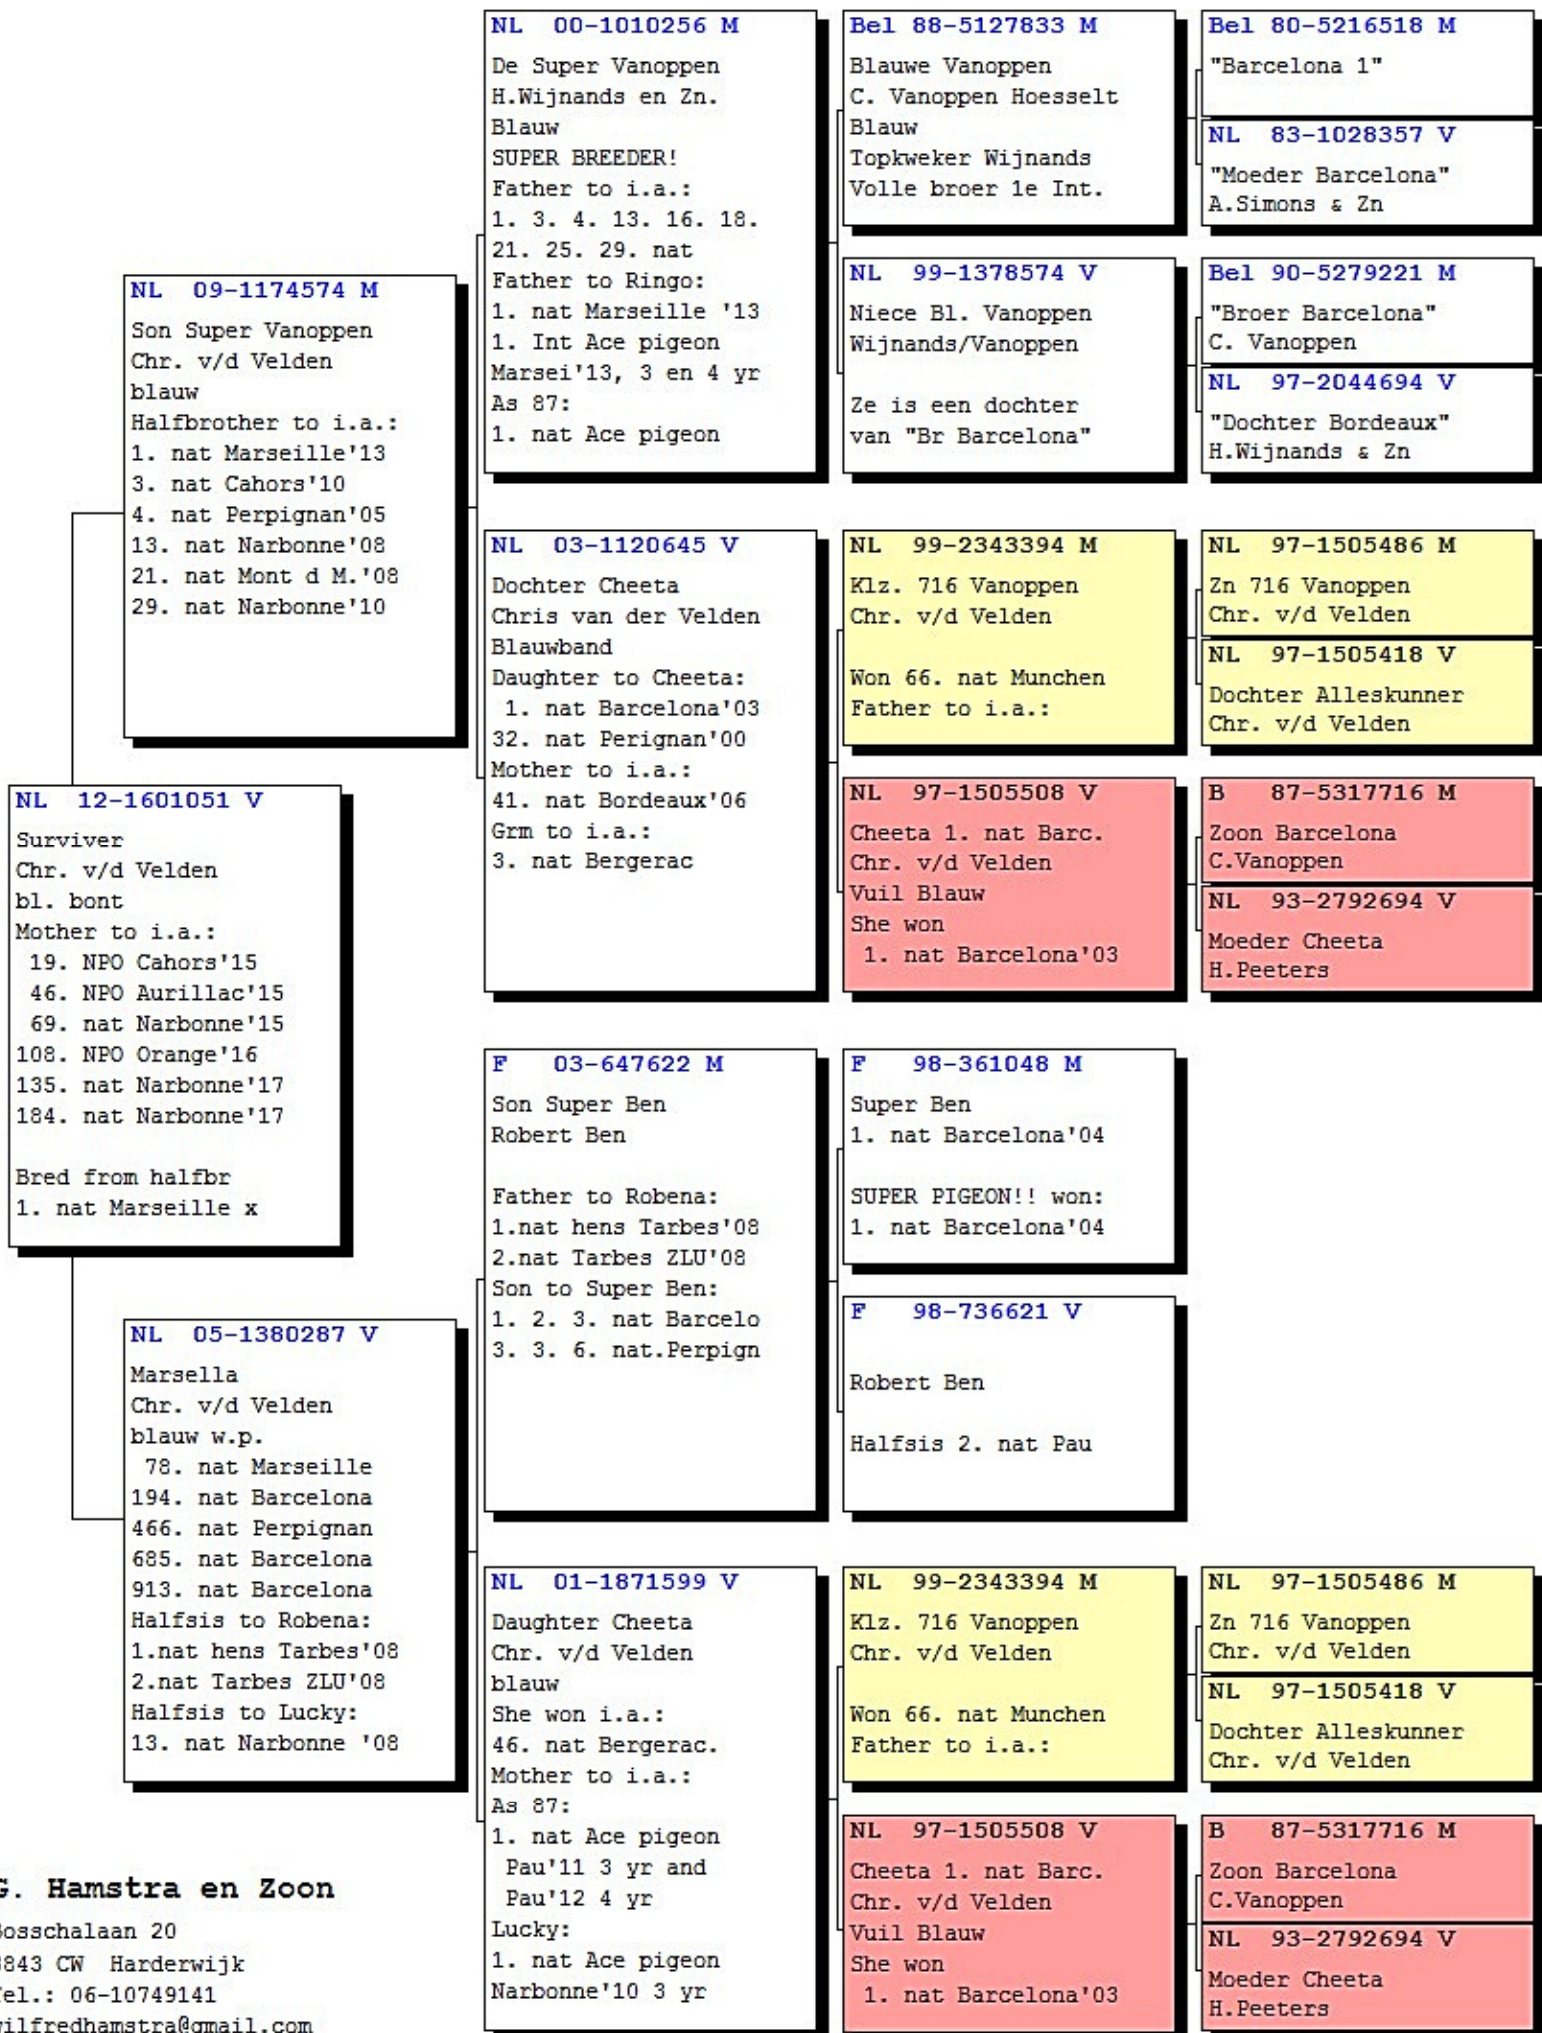 NL 12-1601051 V
Surviver
Chr. v/d Velden
bl. bont
Mother to i.a.:
19. NPO Cahors'15
46. NPO Aurillac'15
69. nat Narbonne'15
108. NPO Orange'16
135. nat Narbonne'17
184. nat Narbonne'17
Bred from halfbr
1. nat Marseille x
NL 09-1174574 M
Son Super Vanoppen
Chr. v/d Velden
blauw
Halfbrother to i.a.:
1. nat Marseille'13
3. nat Cahors'10
4. nat Perpignan'05
13. nat Narbonne'08
21. nat Mont d M.'08
29. nat Narbonne'10
NL 05-1380287 V
Marsella
Chr. v/d Velden
blauw w.p.
78. nat Marseille
194. nat Barcelona
466. nat Perpignan
685. nat Barcelona
913. nat Barcelona
Halfsis to Robena:
1.nat hens Tarbes'08
2.nat Tarbes ZLU'08
Halfsis to Lucky:
13. nat Narbonne '08
NL 00-1010256 M
De Super Vanoppen
H.Wijnands en Zn.
Blauw
SUPER BREEDER!
Father to i.a.:
1. 3. 4. 13. 16. 18.
21. 25. 29. nat
Father to Ringo:
1. nat Marseille '13
1. Int Ace pigeon
Marsei'13, 3 en 4 yr
As 87:
1. nat Ace pigeon
NL 03-1120645 V
Dochter Cheeta
Chris van der Velden
Blauwband
Daughter to Cheeta:
1. nat Barcelona'03
32. nat Perignan'00
Mother to i.a.:
41. nat Bordeaux'06
Grm to i.a.:
3. nat Bergerac
F 03-647622 M
Son Super Ben
Robert Ben
Father to Robena:
1.nat hens Tarbes'08
2.nat Tarbes ZLU'08
Son to Super Ben:
1. 2. 3. nat Barcelo
3. 3. 6. nat.Perpign
NL 01-1871599 V
Daughter Cheeta
Chr. v/d Velden
blauw
She won i.a.:
46. nat Bergerac.
Mother to i.a.:
As 87:
1. nat Ace pigeon
Pau'11 3 yr and
Pau'12 4 yr
Lucky:
1. nat Ace pigeon
Narbonne'10 3 yr
Bel 88-5127833 M
Blauwe Vanoppen
C. Vanoppen Hoesselt
Blauw
Topkweker Wijnands
Volle broer 1e Int.
NL 99-1378574 V
Niece Bl. Vanoppen
Wijnands/Vanoppen
Ze is een dochter
van "Br Barcelona"
NL 99-2343394 M
Klz. 716 Vanoppen
Chr. v/d Velden
Won 66. nat Munchen
Father to i.a.:
NL 97-1505508 V
Cheeta 1. nat Barc.
Chr. v/d Velden
Vuil Blauw
She won
1. nat Barcelona'03
F 98-361048 M
Super Ben
1. nat Barcelona'04
SUPER PIGEON!! won:
1. nat Barcelona'04
F 98-736621 V
Robert Ben
Halfsis 2. nat Pau
NL 99-2343394 M
Klz. 716 Vanoppen
Chr. v/d Velden
Won 66. nat Munchen
Father to i.a.:
NL 97-1505508 V
Cheeta 1. nat Barc.
Chr. v/d Velden
Vuil Blauw
She won
1. nat Barcelona'03
Bel 80-5216518 M
"Barcelona 1"
NL 83-1028357 V
"Moeder Barcelona"
A.Simons & Zn
Bel 90-5279221 M
"Broer Barcelona"
C. Vanoppen
NL 97-2044694 V
"Dochter Bordeaux"
H.Wijnands & Zn
NL 97-1505486 M
Zn 716 Vanoppen
Chr. v/d Velden
NL 97-1505418 V
Dochter Alleskunner
Chr. v/d Velden
B 87-5317716 M
Zoon Barcelona
C.Vanoppen
NL 93-2792694 V
Moeder Cheeta
H.Peeters
NL 97-1505486 M
Zn 716 Vanoppen
Chr. v/d Velden
NL 97-1505418 V
Dochter Alleskunner
Chr. v/d Velden
B 87-5317716 M
Zoon Barcelona
C.Vanoppen
NL 93-2792694 V
Moeder Cheeta
H.Peeters
G. Hamstra en Zoon
Bosschalaan 20
3843 CW Harderwijk
Tel.: 06-10749141
wilfredhamstra@gmail.com